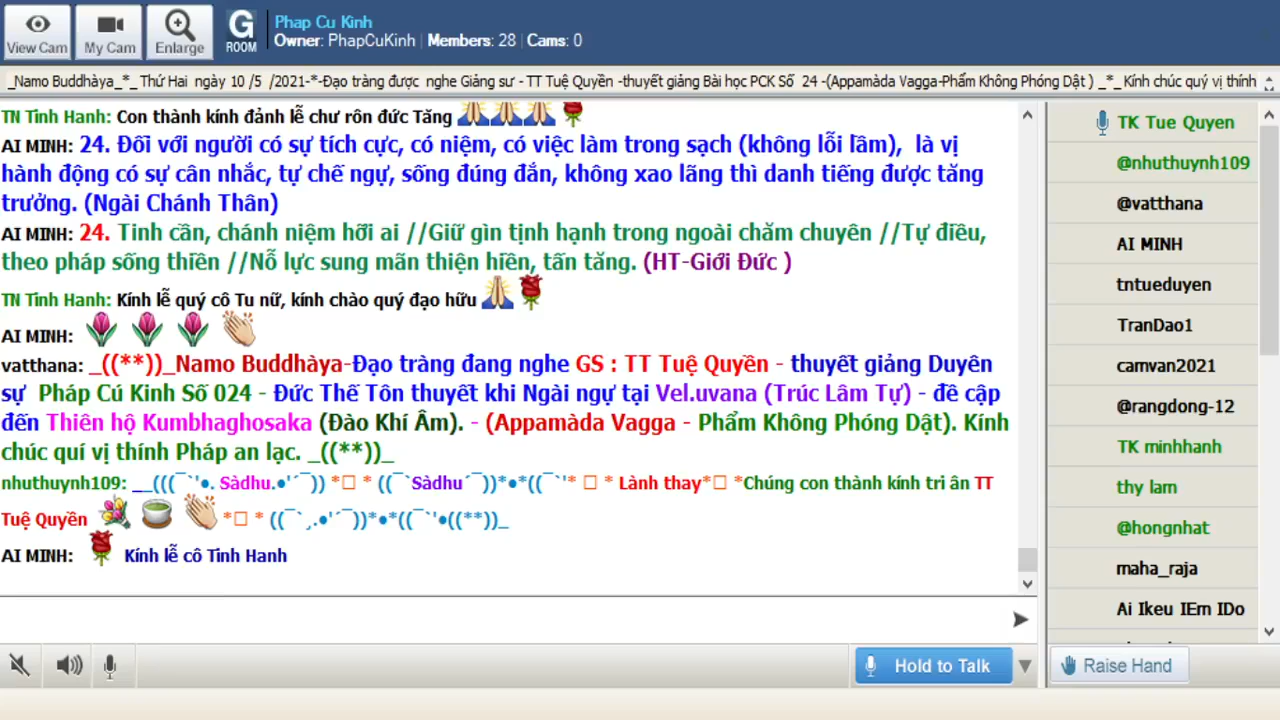 View Cam
My Cam
Enlarge
G
ROOM
Phap Cu Kinh
Owner: PhapCuKinh | Members: 28 | Cams: 0
_Namo Buddhàya_*_ Thứ Hai ngày 10 /5 /2021-*-Đạo tràng được nghe Giảng sư - TT Tuệ Quyền -thuyết giảng Bài học PCK Số 24 -(Appamàda Vagga-Phẩm Không Phóng Dật ) _*_ Kính chúc quý vị thính
TN Tinh Hanh: Con thành kính đảnh lễ chư rôn đức Tăng
AI MINH: 24. Đối với người có sự tích cực, có niệm, có việc làm trong sạch (không lỗi lầm), là vị
hành động có sự cân nhắc, tự chế ngự, sống đúng đắn, không xao lãng thì danh tiếng được tăng
trưởng. (Ngài Chánh Thân)
AI MINH: 24. Tinh cần, chánh niệm hỡi ai //Giữ gìn tịnh hạnh trong ngoài chăm chuyên //Tự điều,
theo pháp sống thiền //Nỗ lực sung mãn thiện hiền, tấn tăng. (HT-Giới Đức )
TN Tinh Hanh: Kính lễ quý cô Tu nữ, kính chào quý đạo hữu
AI MINH:
vatthana: _((**))_Namo Buddhàya-Đạo tràng đang nghe GS : TT Tuệ Quyền - thuyết giảng Duyên
sự Pháp Cú Kinh Số 024 - Đức Thế Tôn thuyết khi Ngài ngự tại Vel.uvana (Trúc Lâm Tự) - đề cập
đến Thiên hộ Kumbhaghosaka (Đào Khí Âm). - (Appamàda Vagga - Phẩm Không Phóng Dật). Kính
chúc quí vị thính Pháp an lạc. _((**))_
nhuthuynh109: __(((¯`'•. Sàdhu.•'´¯)) *□ * ((¯`Sàdhu´¯))*•*((¯`'* □ * Lành thay*□ *Chúng con thành kính tri ân TT
Tuệ Quyền *□ * ((¯`¸.•'´¯))*•*((¯`'•((**))_
AI MINH: Kính lễ cô Tinh Hanh
TK Tue Quyen
@nhuthuynh109
@vatthana
AI MINH
tntueduyen
TranDao1
camvan2021
@rangdong-12
TK minhhanh
thy lam
@hongnhat
maha_raja
Ai Ikeu IEm IDo
Hold to Talk
Raise Hand